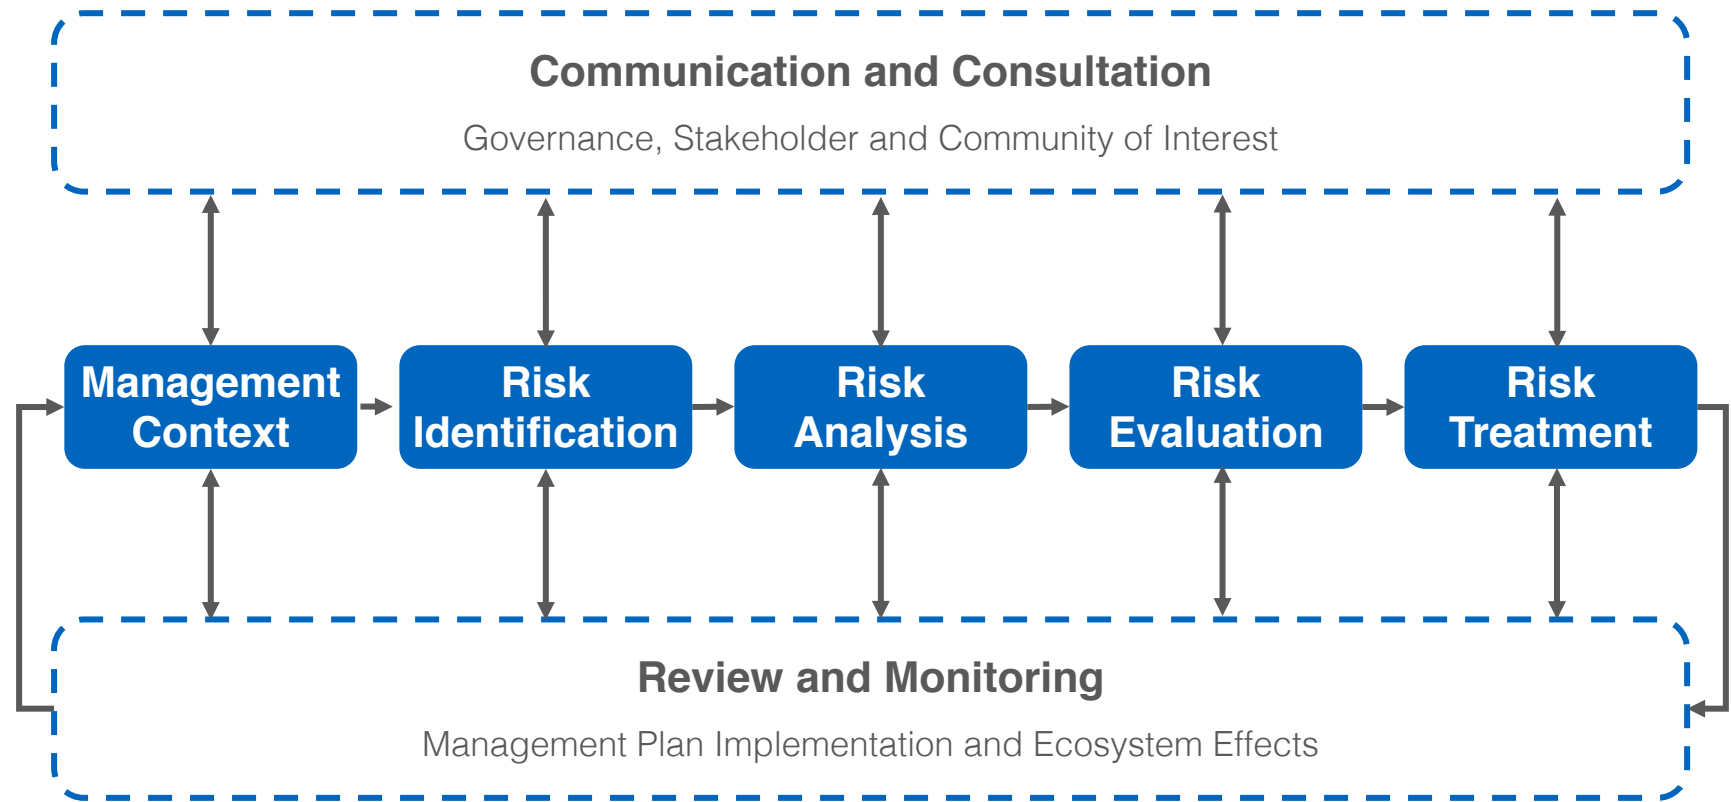 Communication and Consultation
Governance, Stakeholder and Community of Interest
Management
Context
Risk
Identification
Risk
Analysis
Risk
Evaluation
Risk
Treatment
Review and Monitoring
Management Plan Implementation and Ecosystem Effects